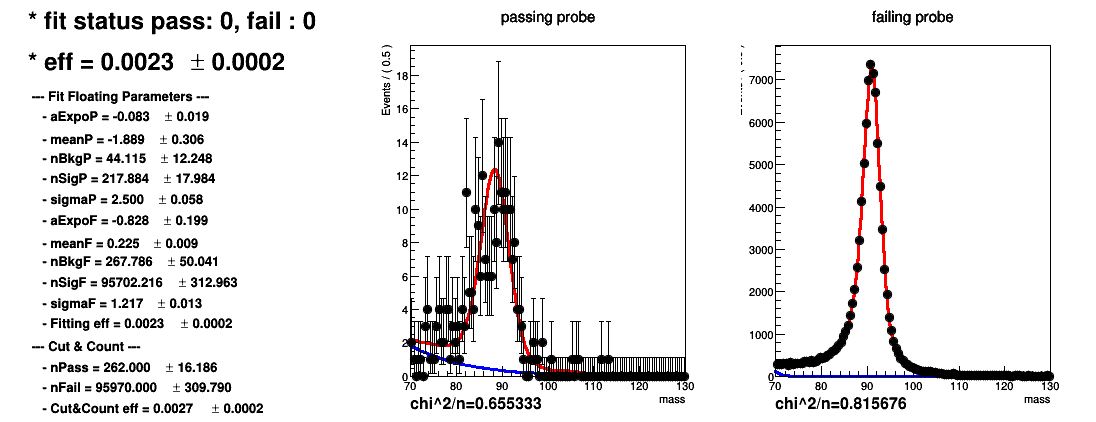 * fit status pass: 0, fail : 0
* eff = 0.0023 ± 0.0002
--- Fit Floating Parameters ---
- aExpoP = -0.083 ± 0.019
- meanP = -1.889 ± 0.306
- nBkgP = 44.115 ± 12.248
- nSigP = 217.884 ± 17.984
- sigmaP = 2.500 ± 0.058
- aExpoF = -0.828 ± 0.199
- meanF = 0.225 ± 0.009
- nBkgF = 267.786 ± 50.041
- nSigF = 95702.216 ± 312.963
- sigmaF = 1.217 ± 0.013
- Fitting eff = 0.0023 ± 0.0002
--- Cut & Count ---
- nPass = 262.000 ± 16.186
- nFail = 95970.000 ± 309.790
- Cut&Count eff = 0.0027 ± 0.0002
passing probe
Events / ( 0.5 )
18
16
14
12
10
8
6
4
2
0
70 80 90 100 110 120 130
mass
chi^2/n=0.655333
failing probe
7000
6000
5000
4000
3000
2000
1000
0
70 80 90 100 110 120 130
mass
chi^2/n=0.815676